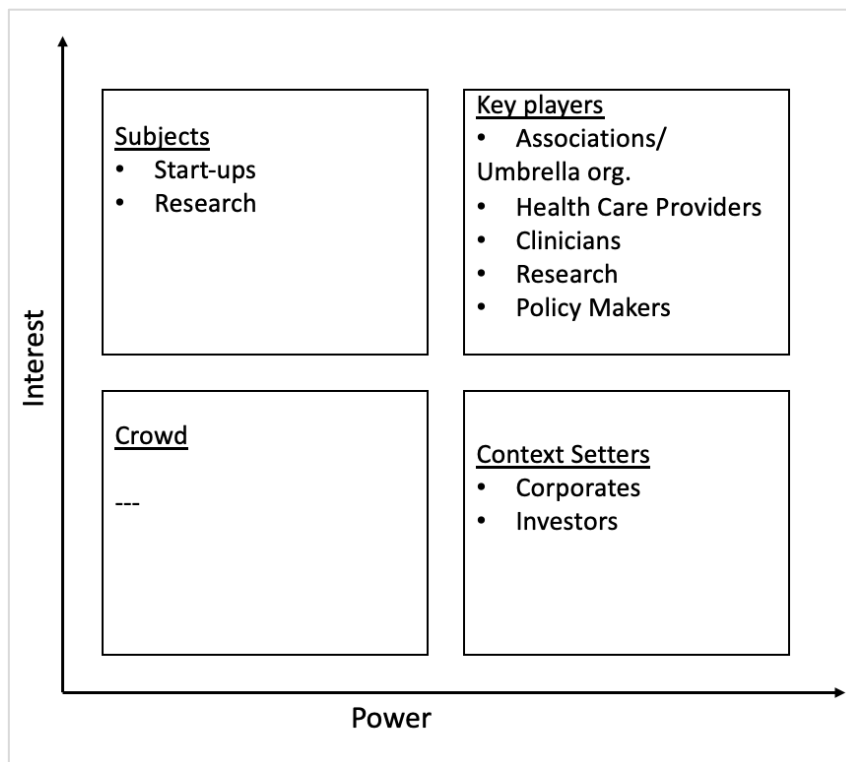 Subjects
• Start-ups
• Research
Key players
• Associations/
Umbrella org.
• Health Care Providers
• Clinicians
• Research
• Policy Makers
Interest
Crowd
---
Context Setters
• Corporates
• Investors
Power